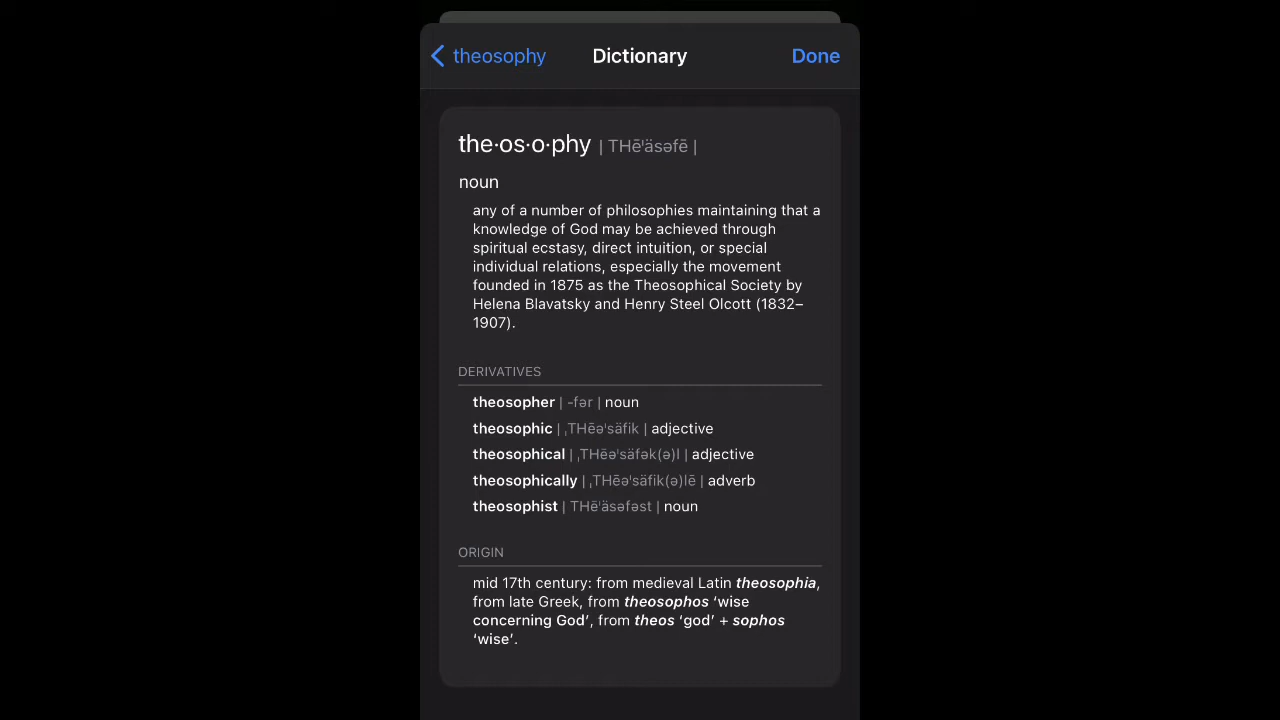 theosophy
Dictionary
Done
the·os·o·phy | THēˈäsəfē |
noun
any of a number of philosophies maintaining that a
knowledge of God may be achieved through
spiritual ecstasy, direct intuition, or special
individual relations, especially the movement
founded in 1875 as the Theosophical Society by
Helena Blavatsky and Henry Steel Olcott (1832–
1907).
DERIVATIVES
theosopher | -fər | noun
theosophic | ˌTHēəˈsäfik | adjective
theosophical | ˌTHēəˈsäfək(ə)l | adjective
theosophically | ˌTHēəˈsäfik(ə)lē | adverb
theosophist | THēˈäsəfəst | noun
ORIGIN
mid 17th century: from medieval Latin theosophia,
from late Greek, from theosophos ‘wise
concerning God’, from theos ‘god’ + sophos
‘wise’.